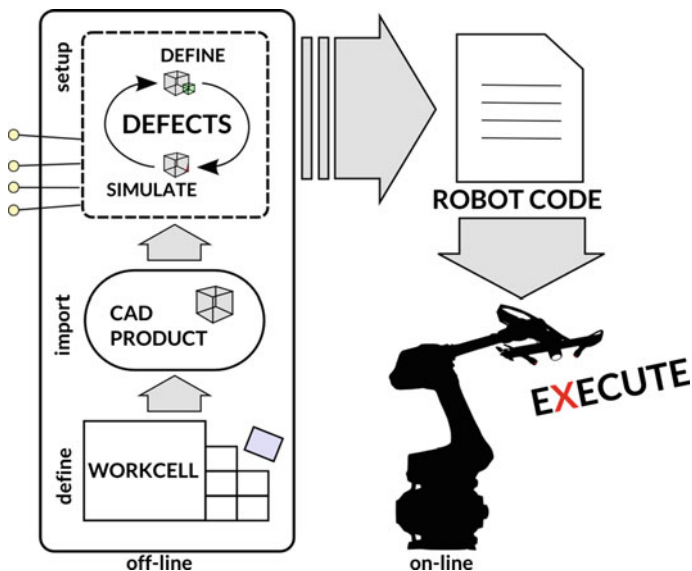 setup
DEFINE
DEFECTS
SIMULATE
import
CAD
PRODUCT
define
WORKCELL
off-line
ROBOT CODE
EXECUTE
on-line